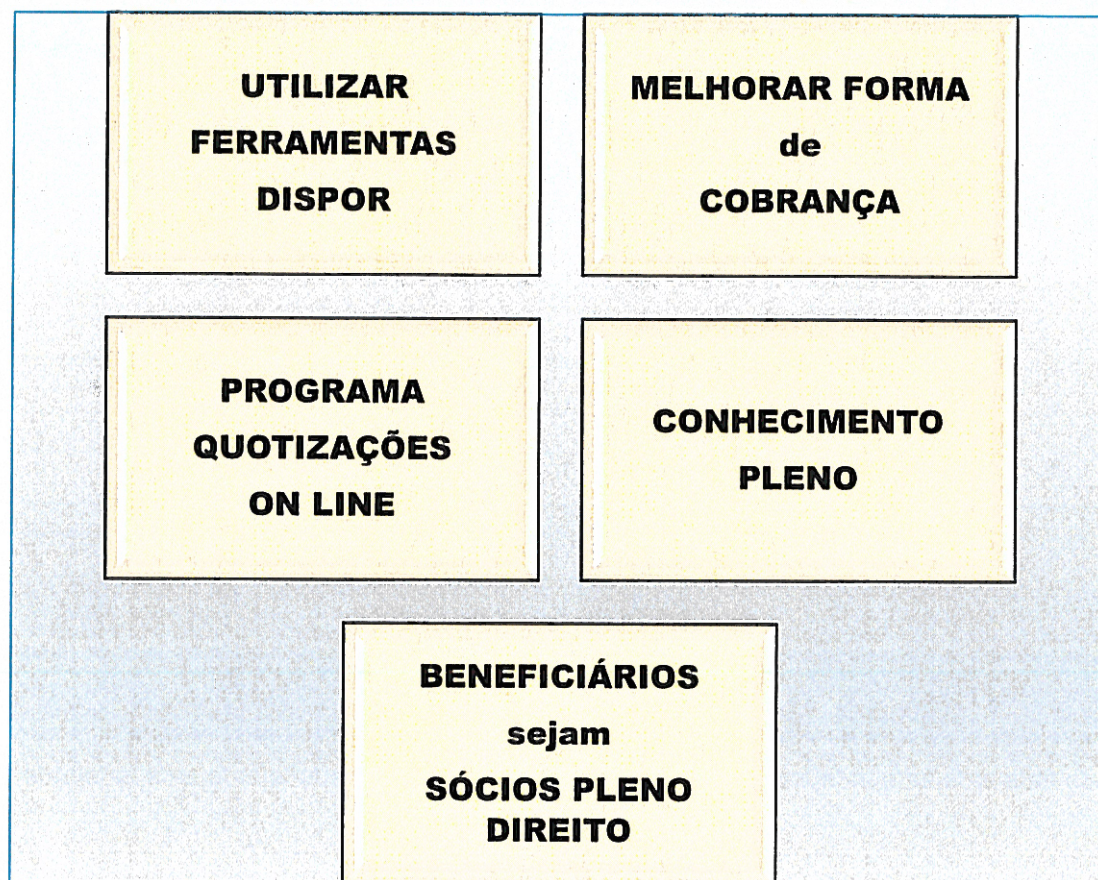 UTILIZAR
FERRAMENTAS
DISPOR
MELHORAR FORMA
de
COBRANÇA
PROGRAMA
QUOTIZAÇÕES
ON LINE
CONHECIMENTO
PLENO
BENEFICIÁRIOS
sejam
SÓCIOS PLENO
DIREITO